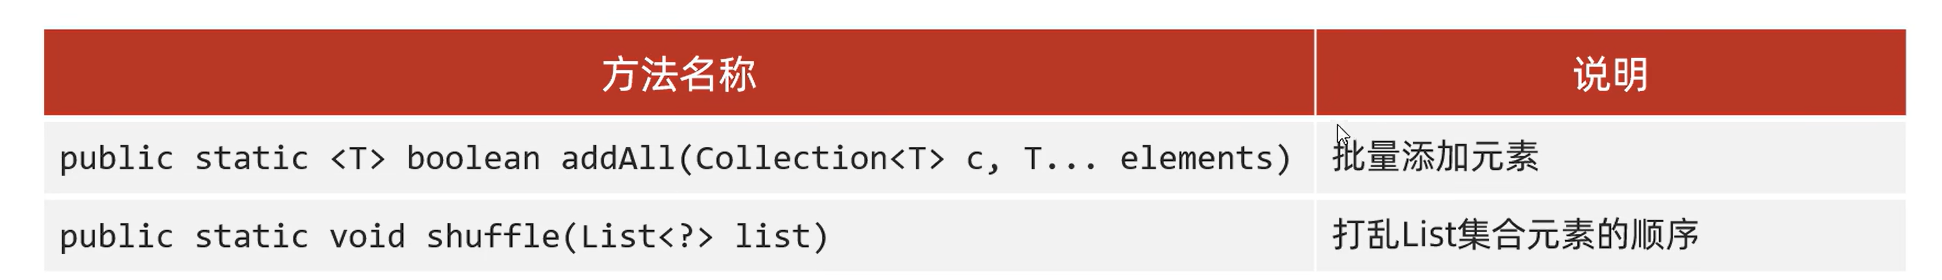 方法名称 说明
public static <T> boolean addAll(Collection<T> c, T... elements) 批量添加元素
public static void shuffle(List<?> list) 打乱List集合元素的顺序